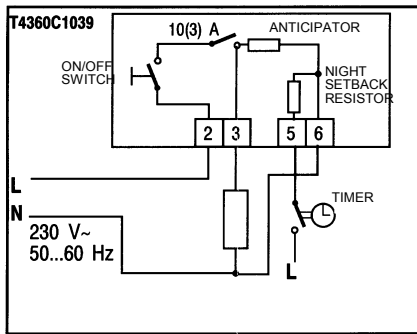 T4360C1039
10(3) A
ANTICIPATOR
ON/OFF
SWITCH
NIGHT
SETBACK
RESISTOR
2 3 5 6
L
N
230 V~
50...60 Hz
TIMER
L